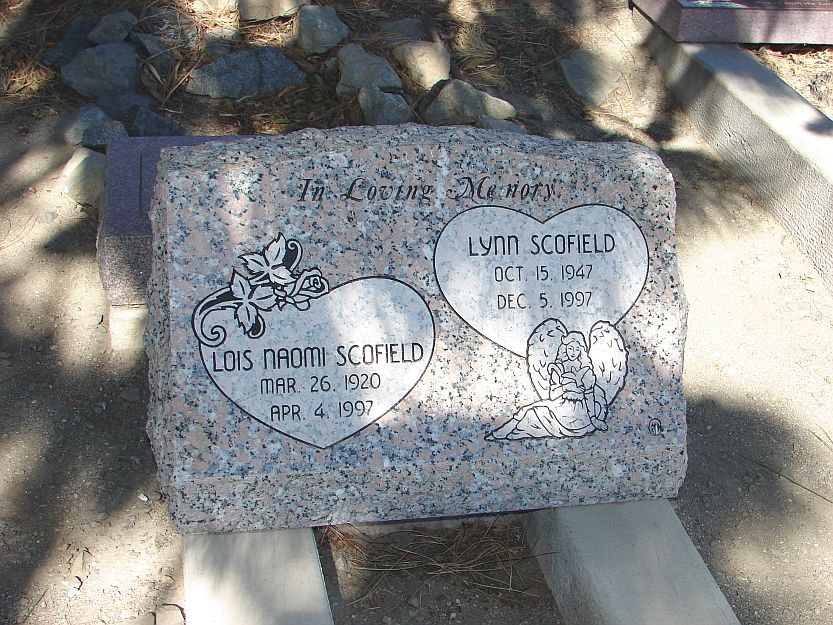 In Loving Memory
LYNN SCOFIELD
OCT. 15. 1947
DEC. 5. 1997
LOIS NAOMI SCOFIELD
MAR. 26. 1920
APR. 4. 1997